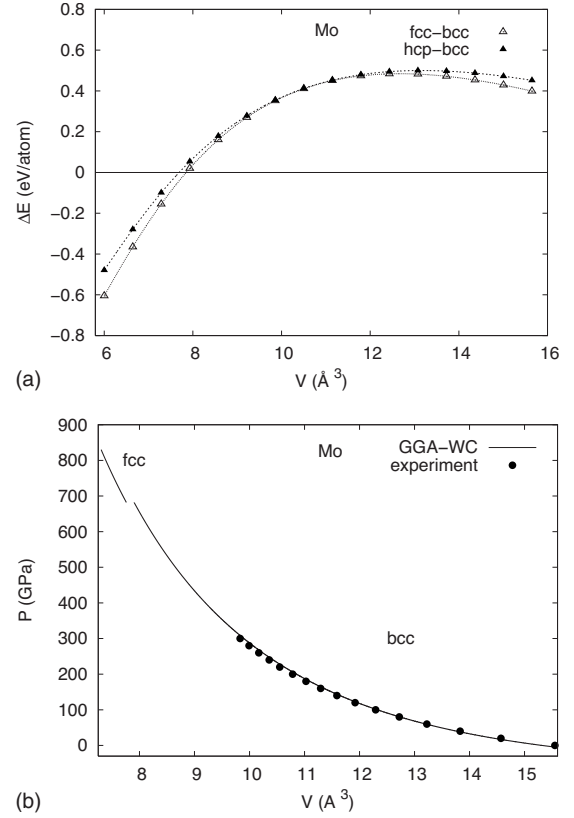 Mo
fcc−bcc
hcp−bcc
0.8
0.6
0.4
0.2
0
−0.2
−0.4
−0.6
−0.8
ΔE (eV/atom)
6 8 10 12 14 16
V (Å 3)
(a)
Mo
GGA−WC
experiment
fcc
bcc
900
800
700
600
500
400
300
200
100
0
P (GPa)
8 9 10 11 12 13 14 15
V (A 3)
(b)